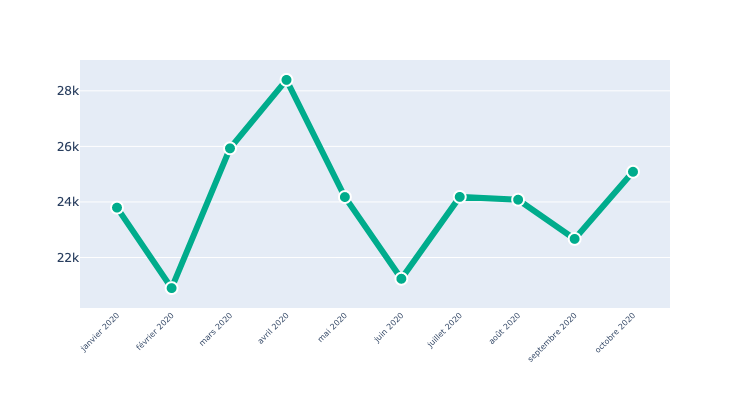 28k
26k
24k
22k
janvier 2020
février 2020
mars 2020
avril 2020
mai 2020
juin 2020
juillet 2020
août 2020
septembre 2020
octobre 2020